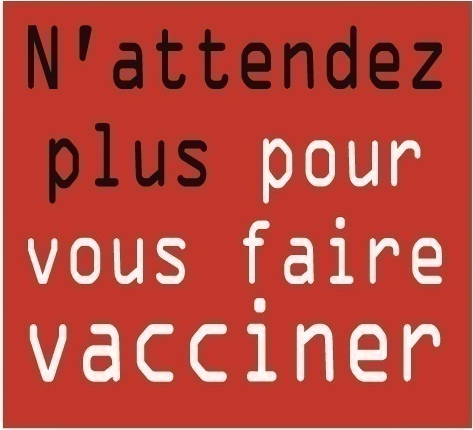 N'attendez
plus pour
vous faire
vacciner